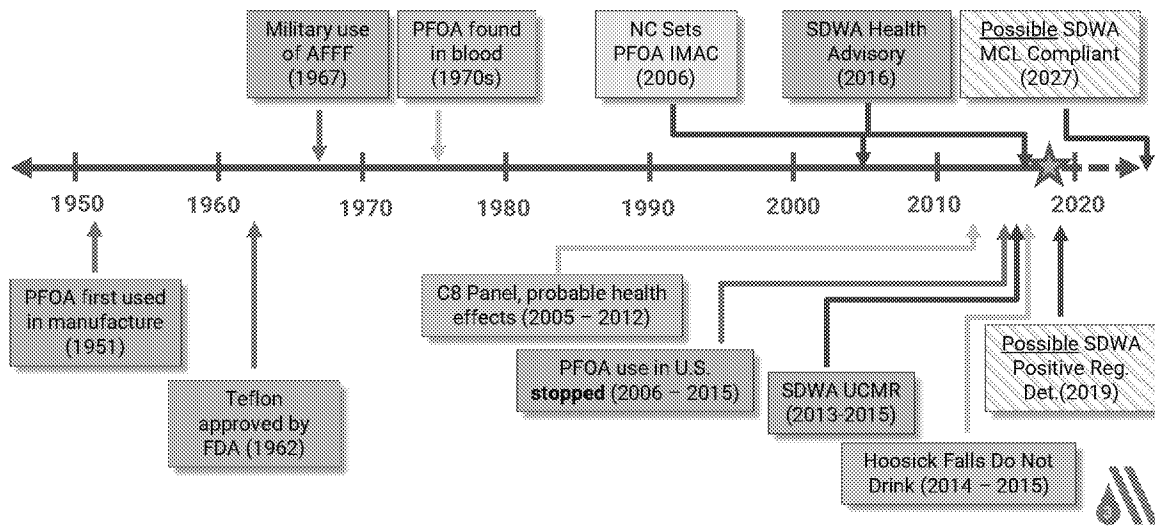 Military use
of AFFF
(1967)
PFOA found
in blood
(1970s)
NC Sets
PFOA IMAC
(2006)
SDWA Health
Advisory
(2016)
Possible SDWA
MCL Compliant
(2027)
1950
1960
1970
1980
1990
2000
2010
2020
PFOA first used
in manufacture
(1951)
Teflon
approved by
FDA (1962)
C8 Panel, probable health
effects (2005 – 2012)
PFOA use in U.S.
stopped (2006 – 2015)
SDWA UCMR
(2013-2015)
Hoosick Falls Do Not
Drink (2014 – 2015)
Possible SDWA
Positive Reg.
Det.(2019)